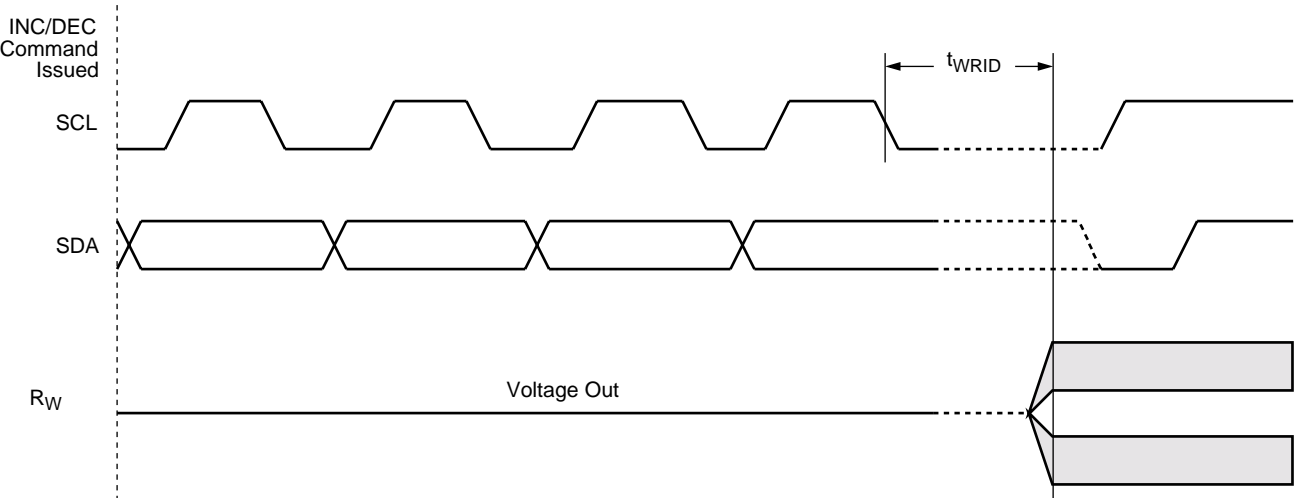 INC/DEC
Command
Issued
tWRID
SCL
SDA
Voltage Out
RW